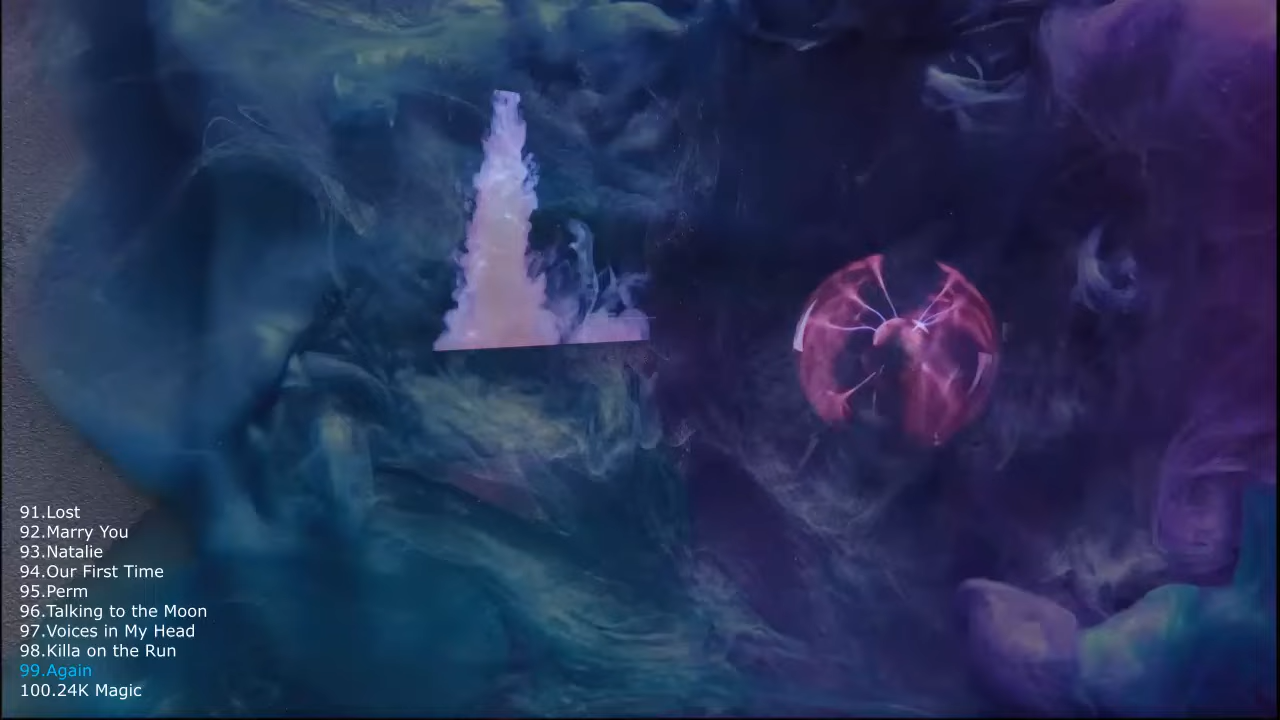 91.Lost
92.Marry You
93.Natalie
94.Our First Time
95.Perm
96.Talking to the Moon
97.Voices in My Head
98.Killa on the Run
99.Again
100.24K Magic